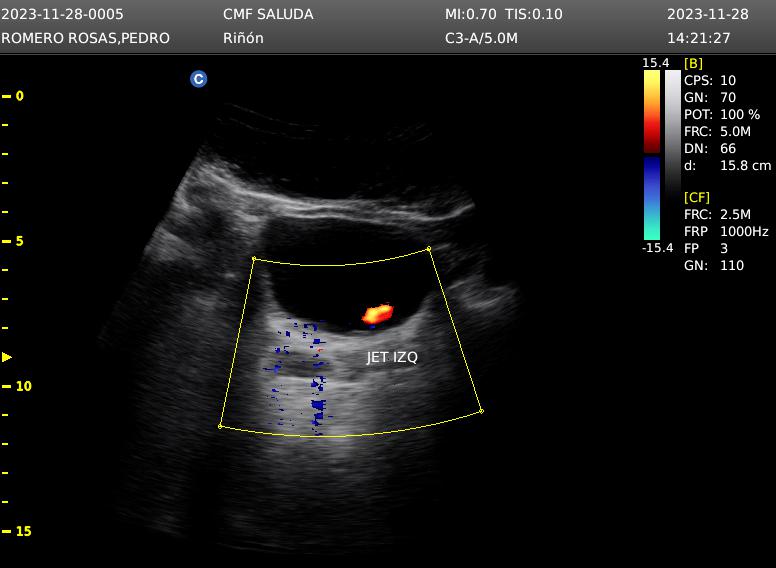 2023-11-28-0005 CMF SALUDA MI:0.70 TIS:0.10 2023-11-28
ROMERO ROSAS,PEDRO Riñón C3-A/5.0M 14:21:27
C
15.4 [B]
CPS: 10
GN: 70
POT: 100 %
FRC: 5.0M
DN: 66
d: 15.8 cm
[CF]
FRC: 2.5M
FRP 1000Hz
-15.4 FP 3
GN: 110
0
5
10
15
JET IZQ